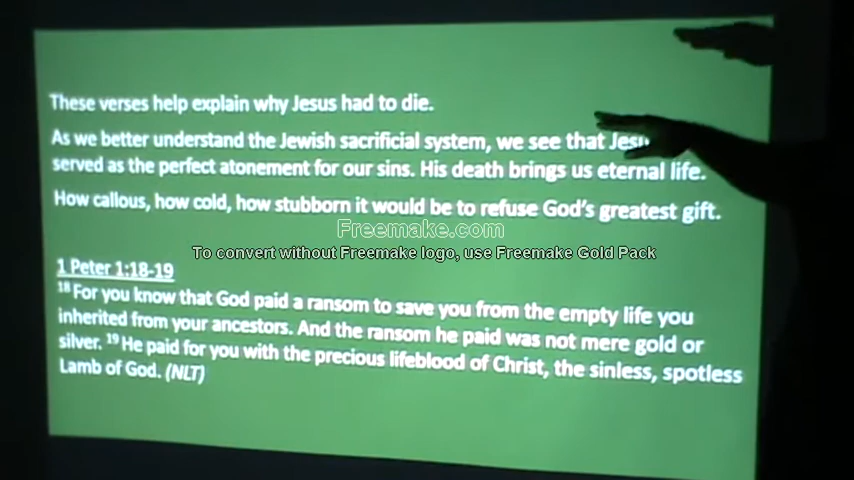 These verses help explain why Jesus had to die.
As we better understand the Jewish sacrificial system, we see that Jesu
served as the perfect atonement for our sins. His death brings us eternal life.
How callous, how cold, how stubborn it would be to refuse God's greatest gift.
Freemake.com
To convert without Freemake logo, use Freemake Gold Pack
1 Peter 1:18-19
18 For you know that God paid a ransom to save you from the empty life you
inherited from your ancestors. And the ransom he paid was not mere gold or
silver. 19 He paid for you with the precious lifeblood of Christ, the sinless, spotless
Lamb of God. (NLT)